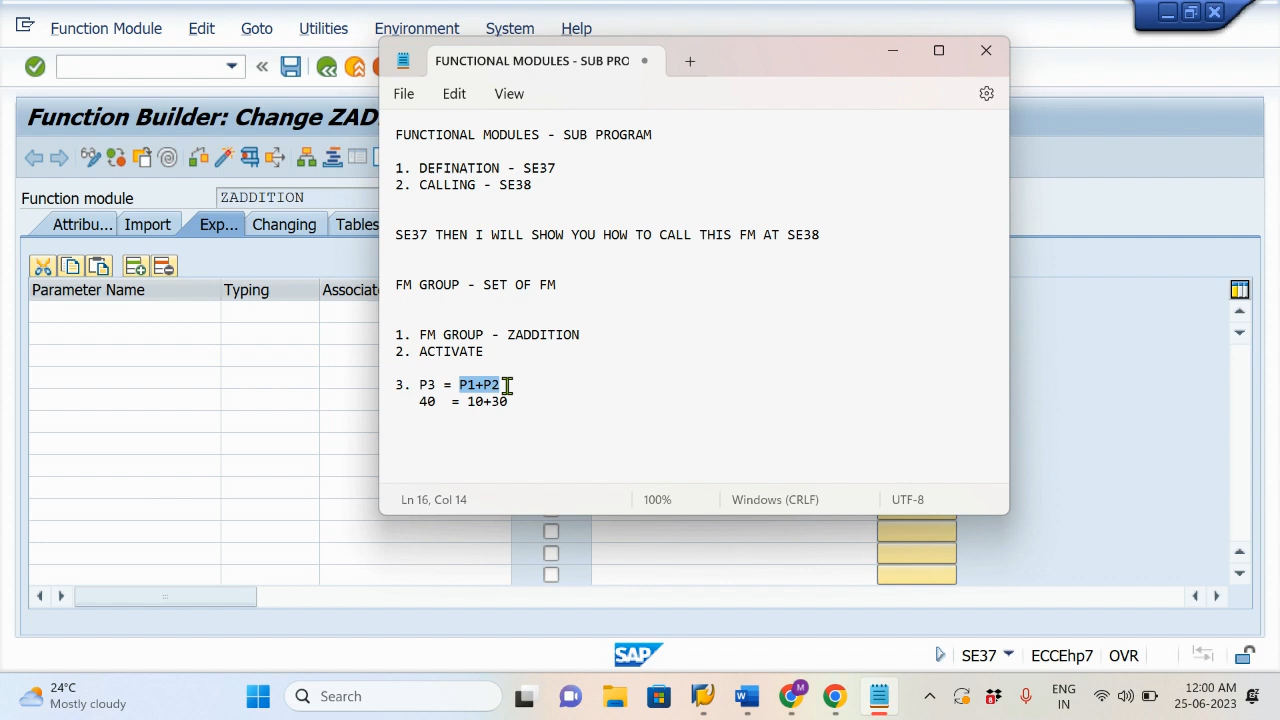 Function Module Edit Goto Utilities Environment System Help
Function Builder: Change ZAD
Function module ZADDITION
Attribu... Import Exp... Changing Tables
Parameter Name Typing Associat
FUNCTIONAL MODULES - SUB PRO
File Edit View
FUNCTIONAL MODULES - SUB PROGRAM
1. DEFINATION - SE37
2. CALLING - SE38
SE37 THEN I WILL SHOW YOU HOW TO CALL THIS FM AT SE38
FM GROUP - SET OF FM
1. FM GROUP - ZADDITION
2. ACTIVATE
3. P3 = P1+P2
40 = 10+30
Ln 16, Col 14 100% Windows (CRLF) UTF-8
SAP SE37 ECCEhp7 OVR
24°C
Mostly cloudy
Search
M
ENG
IN
12:00 AM
25-06-2023